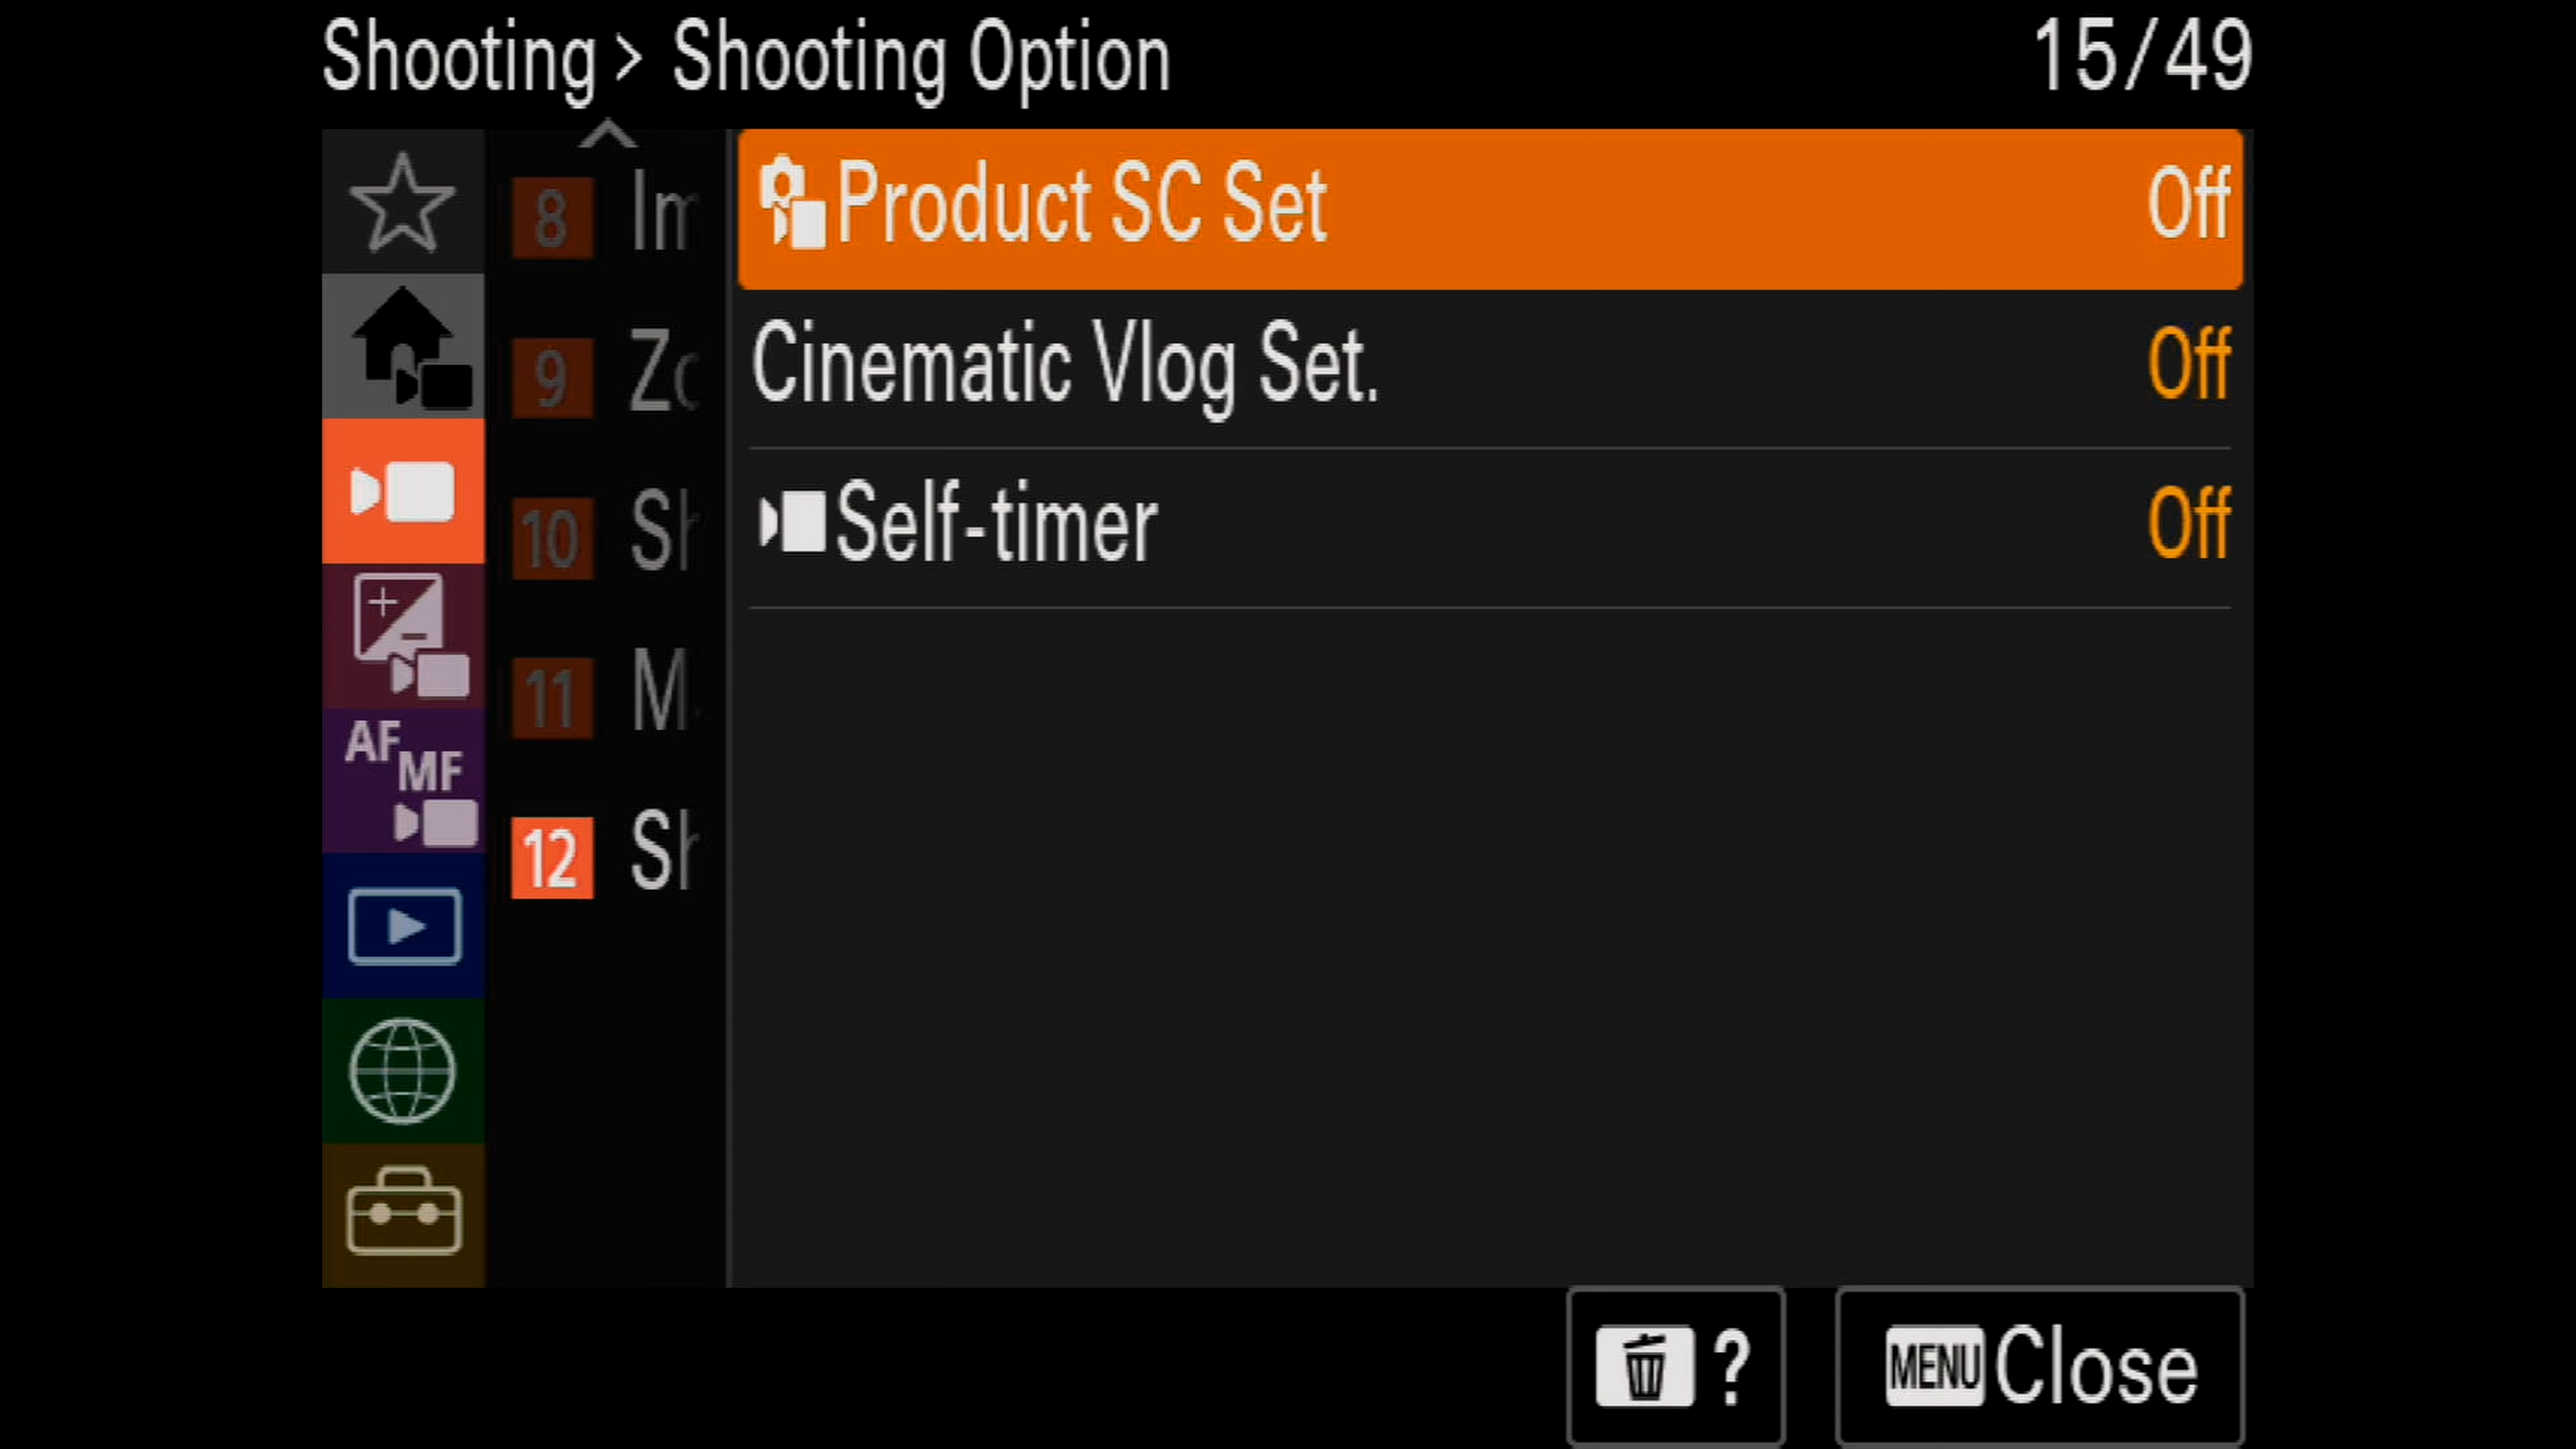 Shooting > Shooting Option 15/49
8
9
10
11
12
Product SC Set Off
Cinematic Vlog Set. Off
Self-timer Off
AF MF
? MENU Close